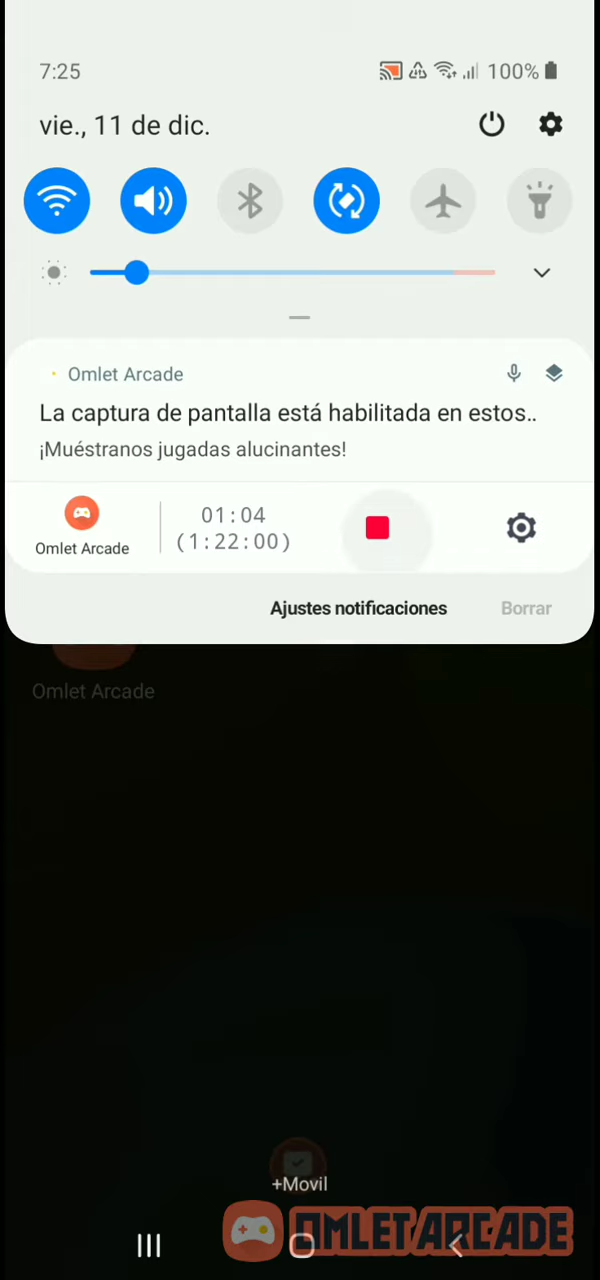 7:25
100%
vie., 11 de dic.
Omlet Arcade
La captura de pantalla está habilitada en estos..
¡Muéstranos jugadas alucinantes!
Omlet Arcade
01:04
(1:22:00)
Ajustes notificaciones
Borrar
Omlet Arcade
+Movil
OMLET ARCADE